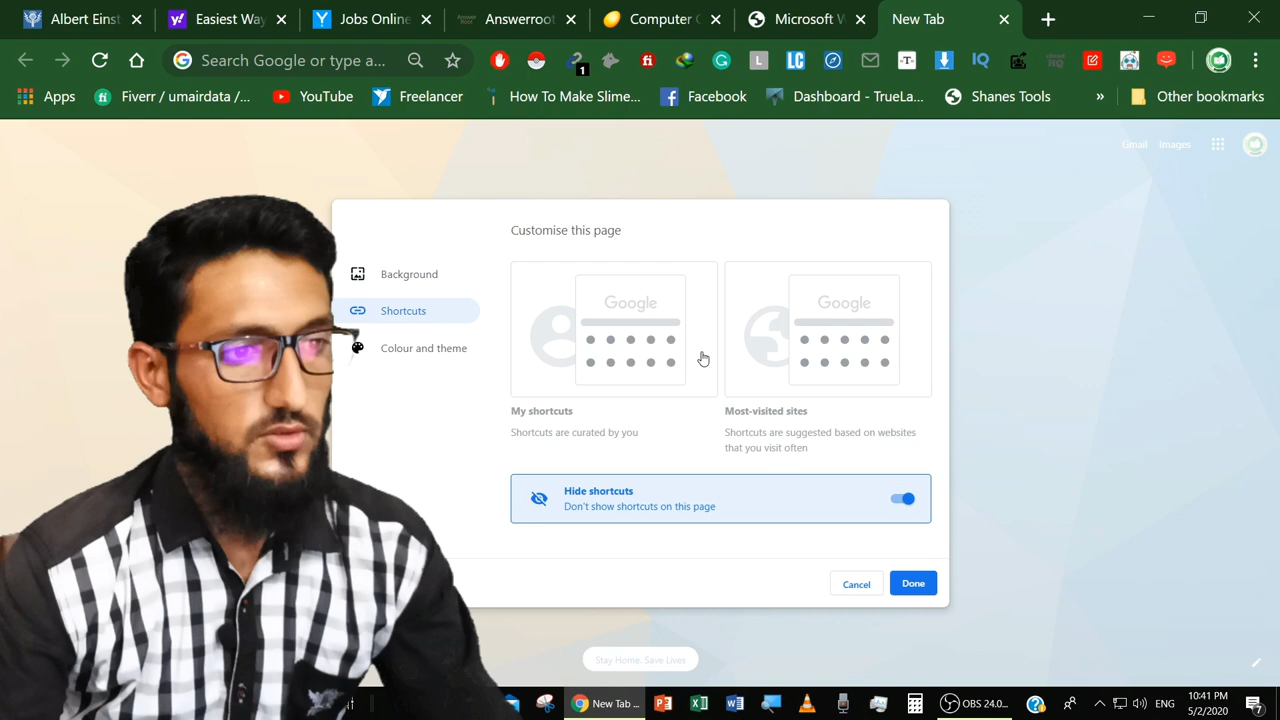 Albert Einst
Easiest Way
Jobs Online
Answerroot
Computer G
Microsoft W
New Tab
Search Google or type a...
1
L
LC
-T-
IQ
Apps
Fiverr / umairdata /...
YouTube
Freelancer
How To Make Slime...
Facebook
Dashboard - TrueLa...
Shanes Tools
»
Other bookmarks
Gmail
Images
Customise this page
Background
Shortcuts
Colour and theme
Google
Google
My shortcuts
Shortcuts are curated by you
Most-visited sites
Shortcuts are suggested based on websites
that you visit often
Hide shortcuts
Don't show shortcuts on this page
Cancel
Done
Stay Home. Save Lives
New Tab ...
OBS 24.0...
ENG
10:41 PM
5/2/2020
7